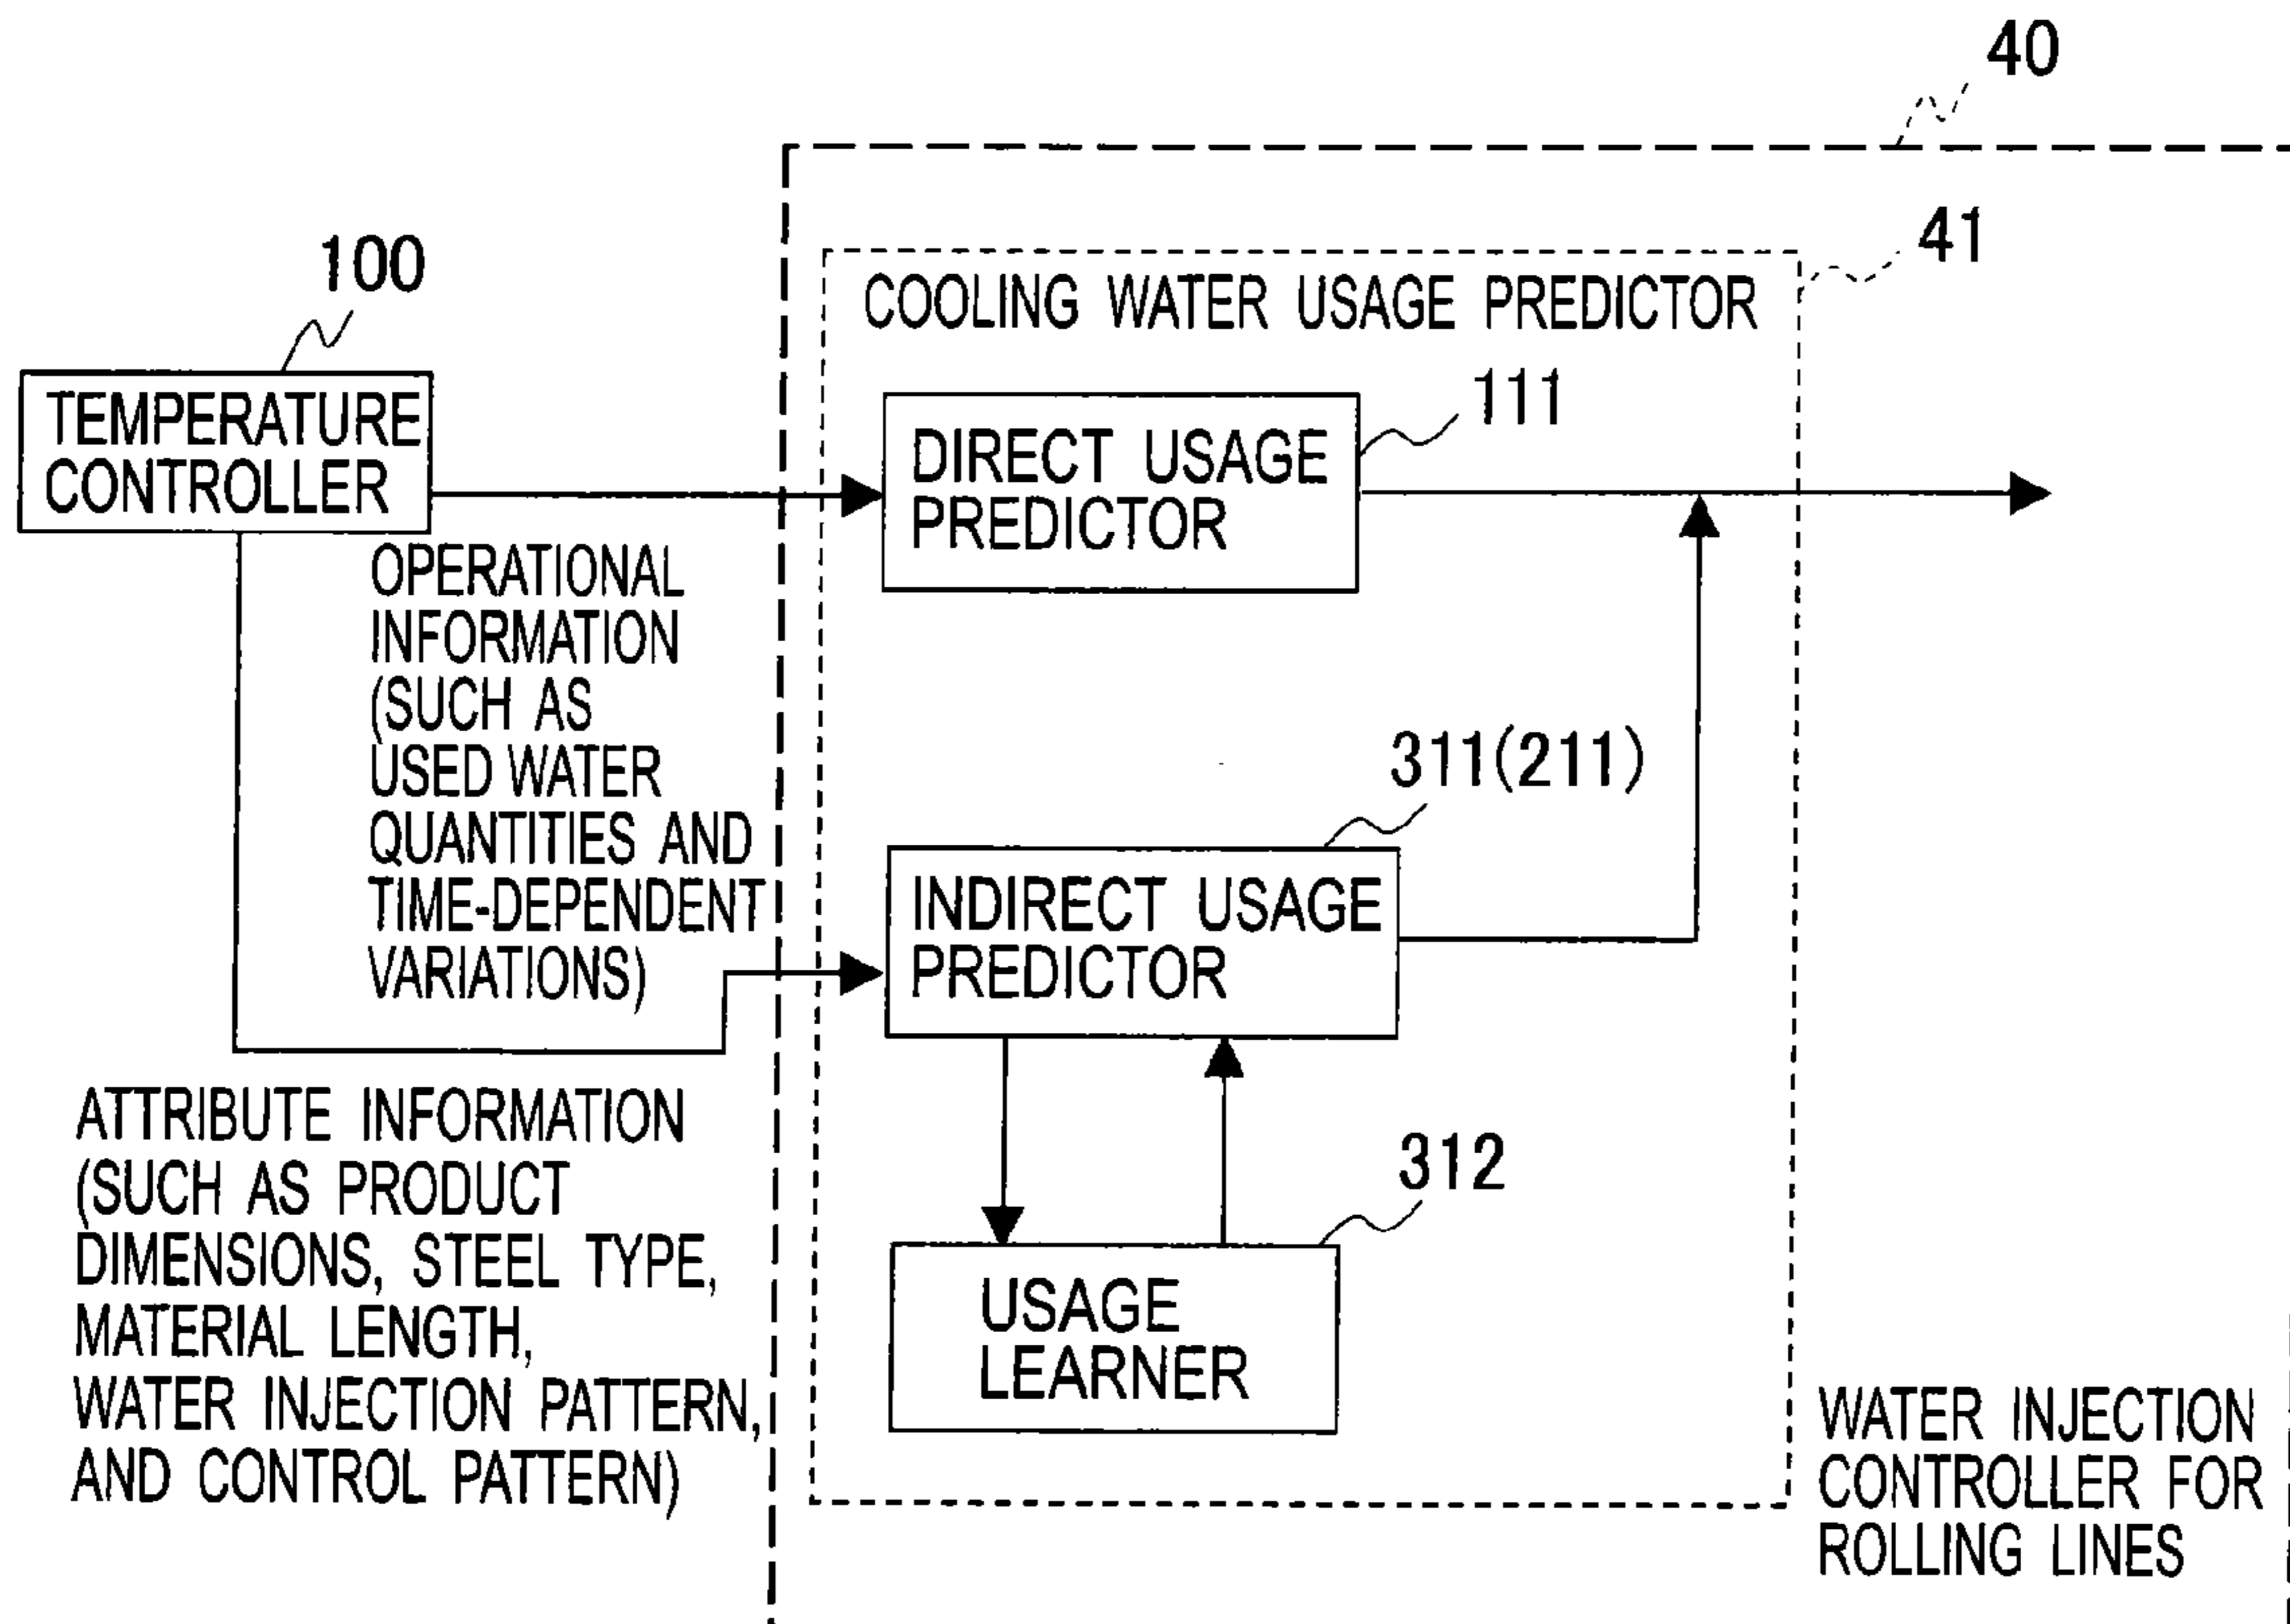 40
41
100
COOLING WATER USAGE PREDICTOR
111
TEMPERATURE
CONTROLLER
DIRECT USAGE
PREDICTOR
OPERATIONAL
INFORMATION
(SUCH AS
USED WATER
QUANTITIES AND
TIME-DEPENDENT
VARIATIONS)
311(211)
INDIRECT USAGE
PREDICTOR
ATTRIBUTE INFORMATION
(SUCH AS PRODUCT
DIMENSIONS, STEEL TYPE,
MATERIAL LENGTH,
WATER INJECTION PATTERN,
AND CONTROL PATTERN)
312
USAGE
LEARNER
WATER INJECTION
CONTROLLER FOR
ROLLING LINES